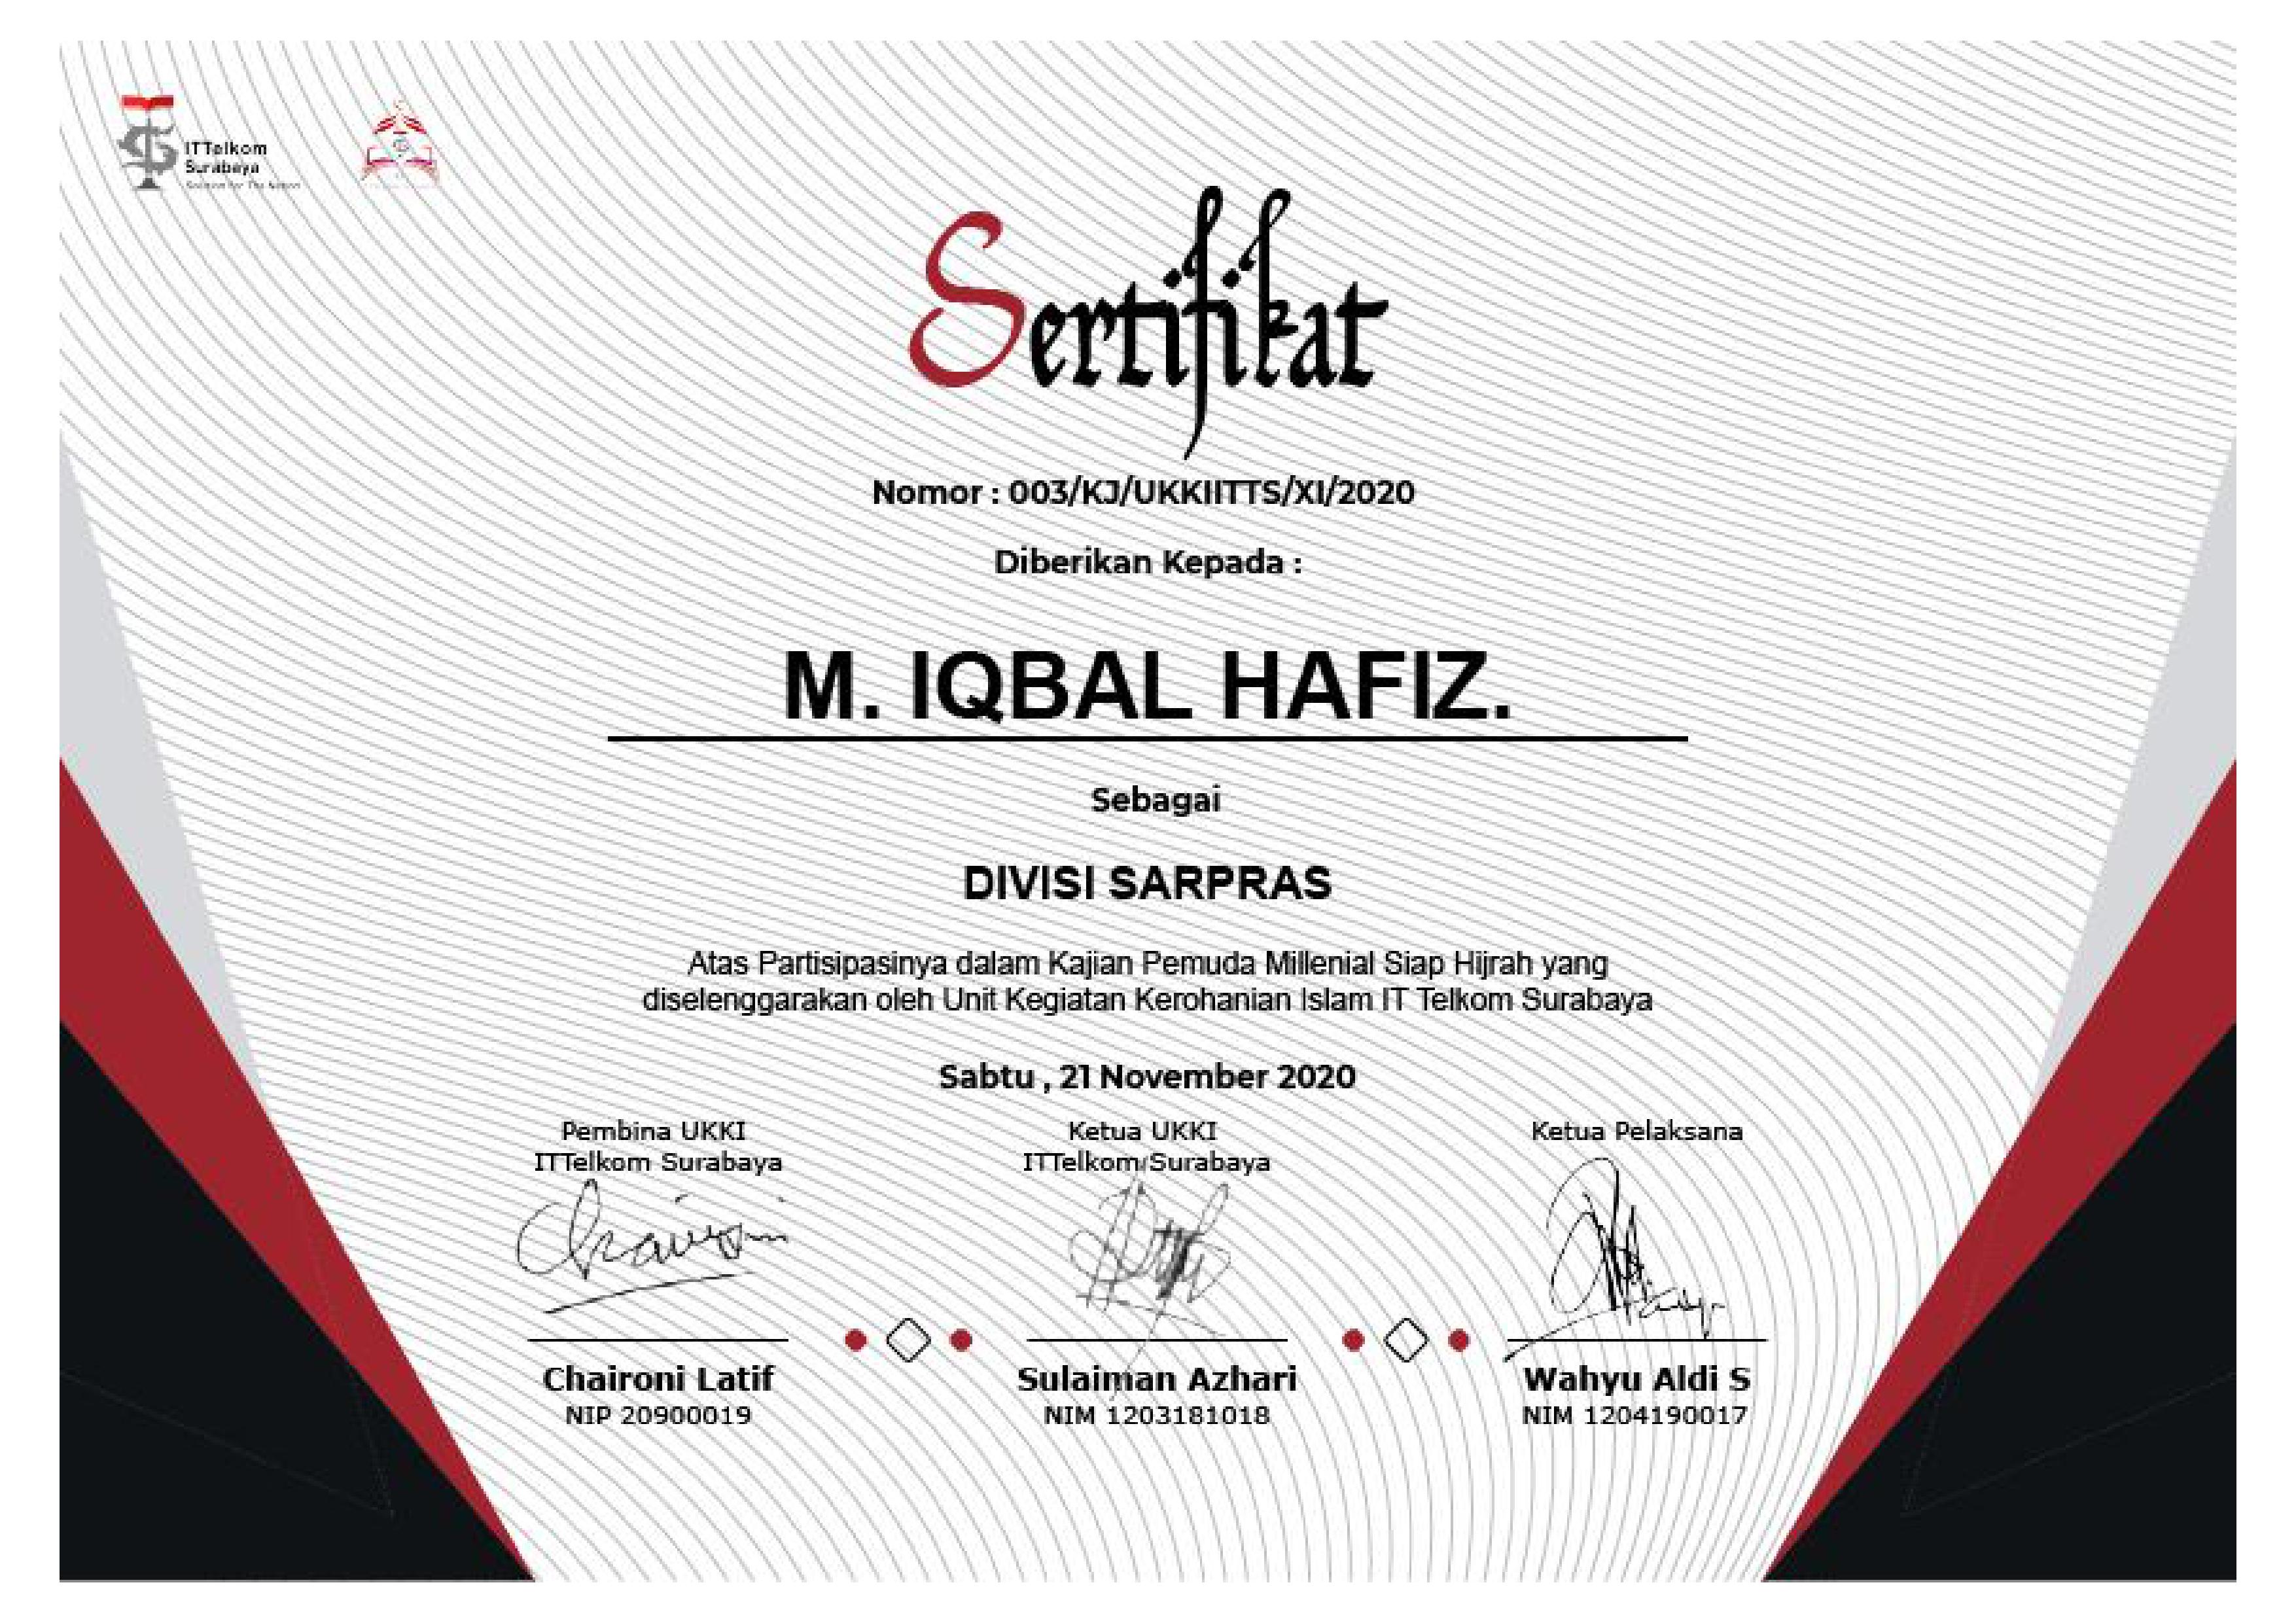 ITTelkom
Surabaya
Solution for The Nation
Sertifikat
Nomor : 003/KJ/UKKIITTS/XI/2020
Diberikan Kepada :
M. IQBAL HAFIZ.
Sebagai
DIVISI SARPRAS
Atas Partisipasinya dalam Kajian Pemuda Millenial Siap Hijrah yang
diselenggarakan oleh Unit Kegiatan Kerohanian Islam IT Telkom Surabaya
Sabtu , 21 November 2020
Pembina UKKI
ITTelkom Surabaya
Chaironi Latif
NIP 20900019
Ketua UKKI
ITTelkom Surabaya
Sulaiman Azhari
NIM 1203181018
Ketua Pelaksana
Wahyu Aldi S
NIM 1204190017